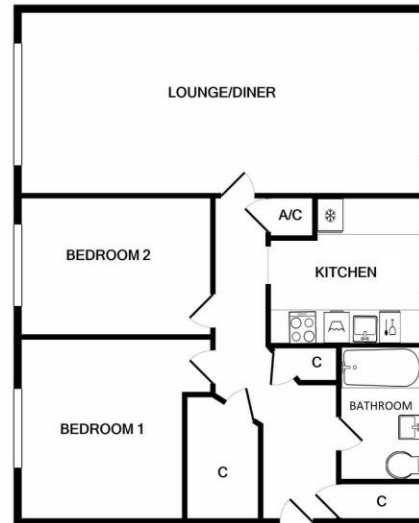 LOUNGE/DINER
A/C
BEDROOM 2
KITCHEN
C
BATHROOM
BEDROOM 1
C
C